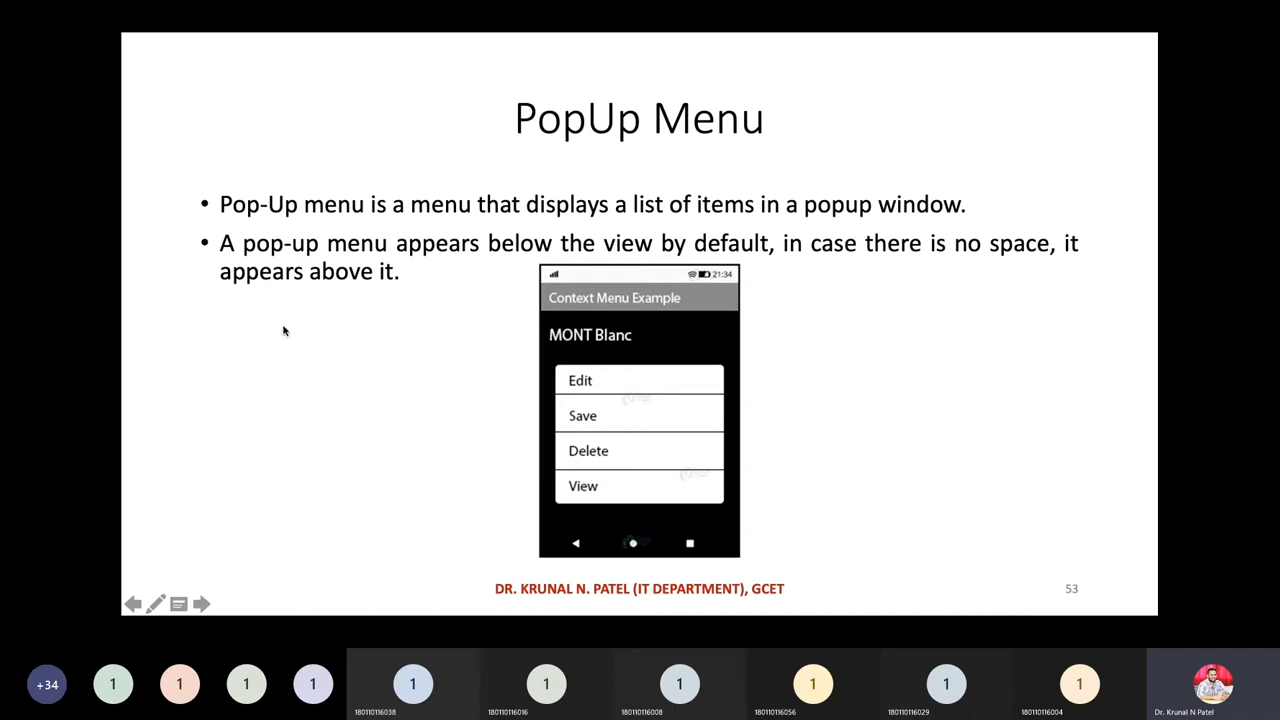 PopUp Menu
• Pop-Up menu is a menu that displays a list of items in a popup window.
• A pop-up menu appears below the view by default, in case there is no space, it
appears above it.
21:34
Context Menu Example
MONT Blanc
Edit
Save
Delete
View
DR. KRUNAL N. PATEL (IT DEPARTMENT), GCET
53
+34 1 1 1 1 1 1 1 1 1 1
180110116038 180110116016 180110116008 180110116056 180110116029 180110116004 Dr. Krunal N Patel